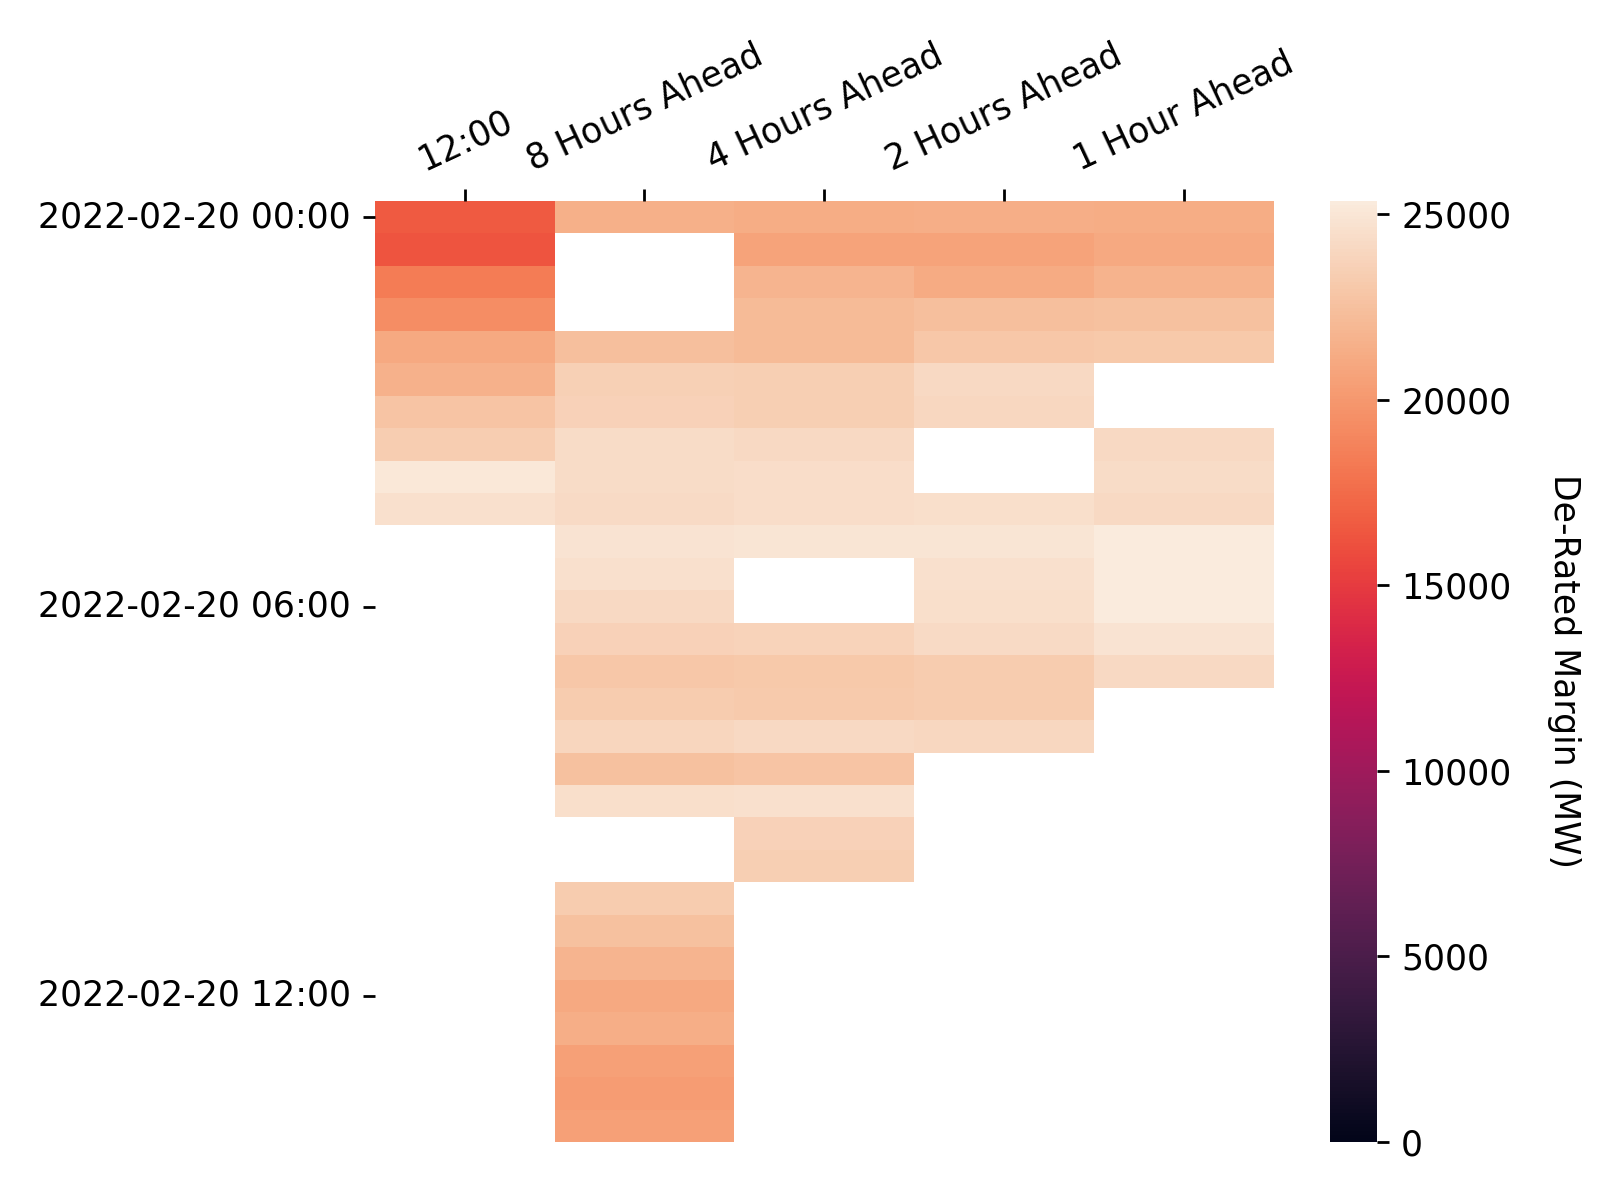 12:00
8 Hours Ahead
4 Hours Ahead
2 Hours Ahead
1 Hour Ahead
2022-02-20 00:00
2022-02-20 06:00
2022-02-20 12:00
25000
20000
15000
10000
5000
0
De-Rated Margin (MW)